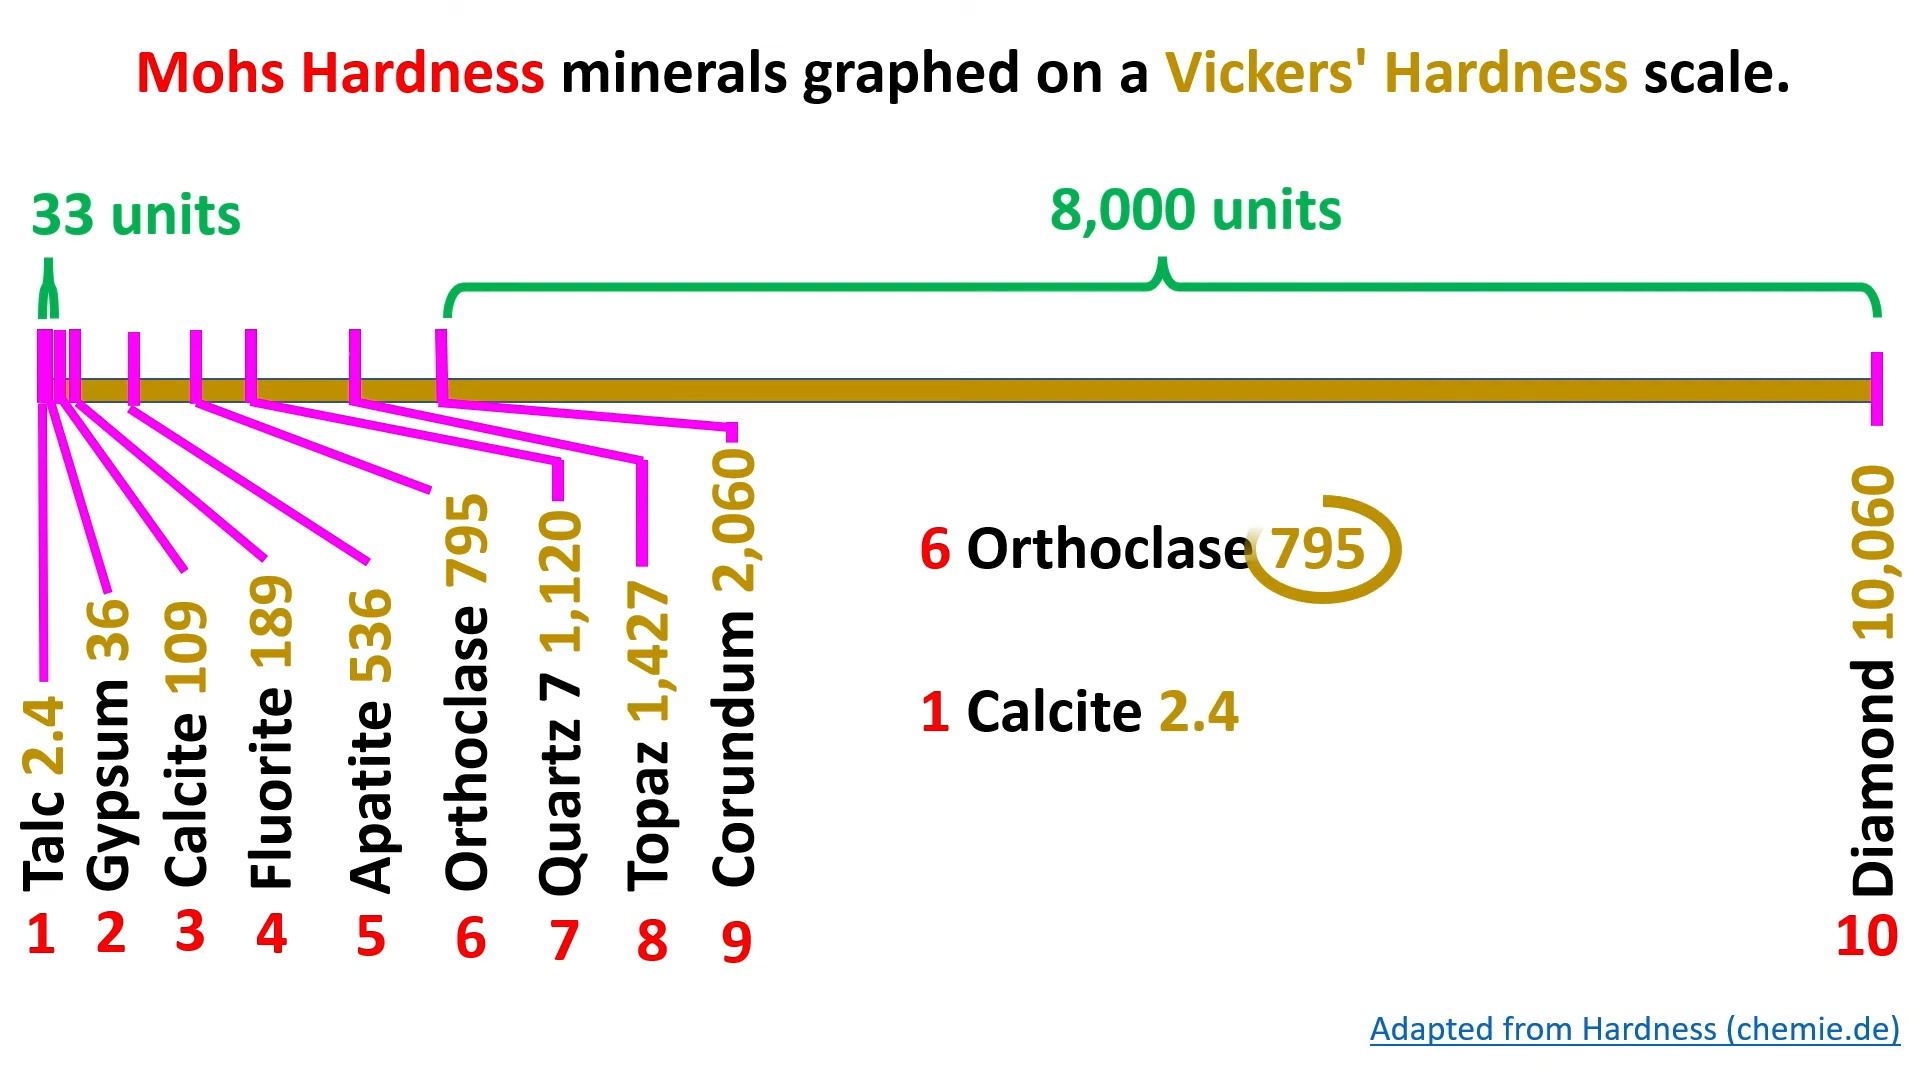 Mohs Hardness minerals graphed on a Vickers' Hardness scale.
33 units
8,000 units
Talc 2.4
Gypsum 36
Calcite 109
Fluorite 189
Apatite 536
Orthoclase 795
Quartz 7 1,120
Topaz 1,427
Corundum 2,060
Diamond 10,060
6 Orthoclase 795
1 Calcite 2.4
1 2 3 4 5 6 7 8 9 10
Adapted from Hardness (chemie.de)